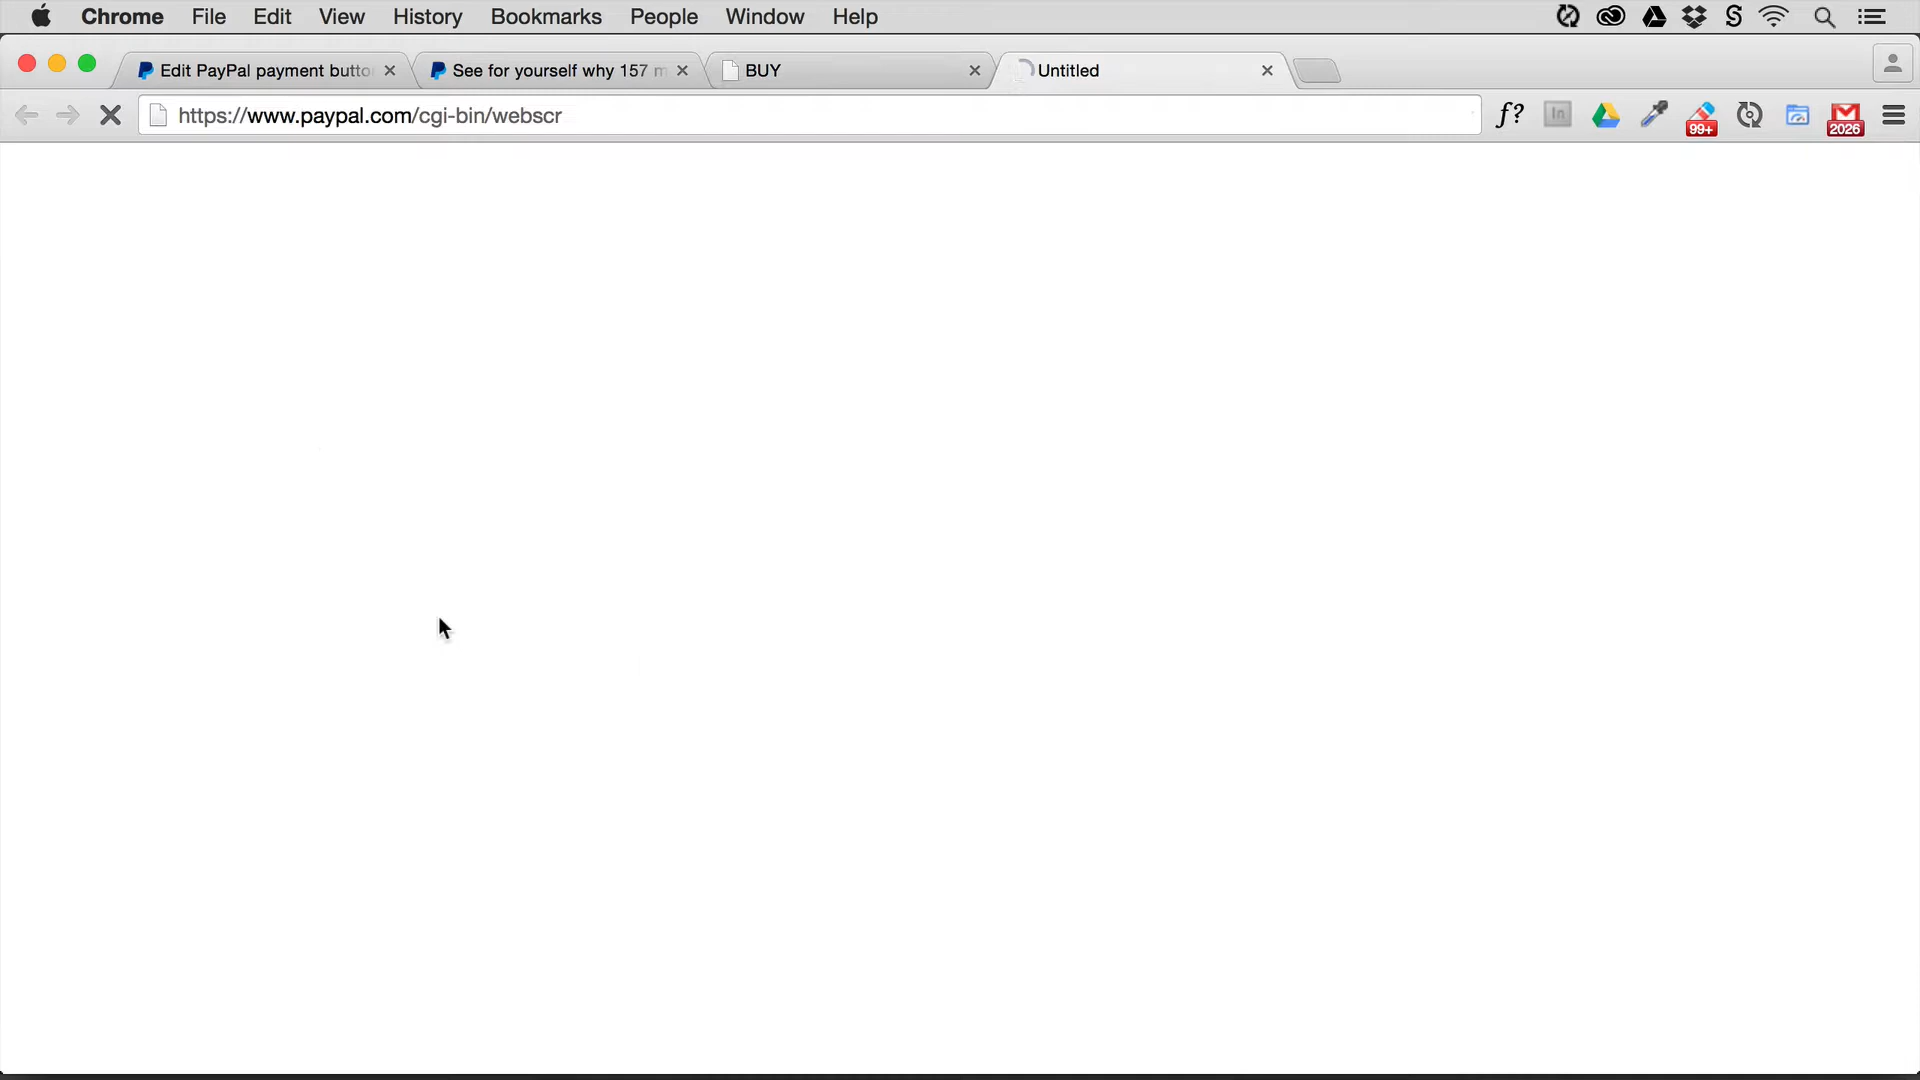 Chrome File Edit View History Bookmarks People Window Help
Edit PayPal payment butto See for yourself why 157 m BUY Untitled
https://www.paypal.com/cgi-bin/webscr f? In 99+ 2026